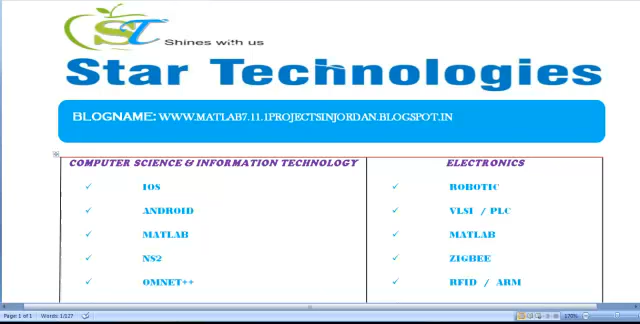 ST
Shines with us
Star Technologies
BLOGNAME: WWW.MATLAB7.11.1PROJECTSINJORDAN.BLOGSPOT.IN
COMPUTER SCIENCE & INFORMATION TECHNOLOGY
ELECTRONICS
IOS
ROBOTIC
ANDROID
VLSI / PLC
MATLAB
MATLAB
NS2
ZIGBEE
OMNET++
RFID / ARM
Page: 1 of 1
Words: 1/127
170%